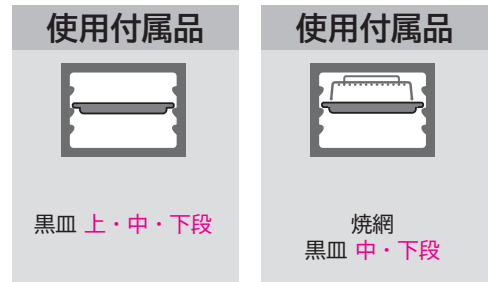 使用付属品
黒皿 上・中・下段
使用付属品
焼網
黒皿 中・下段